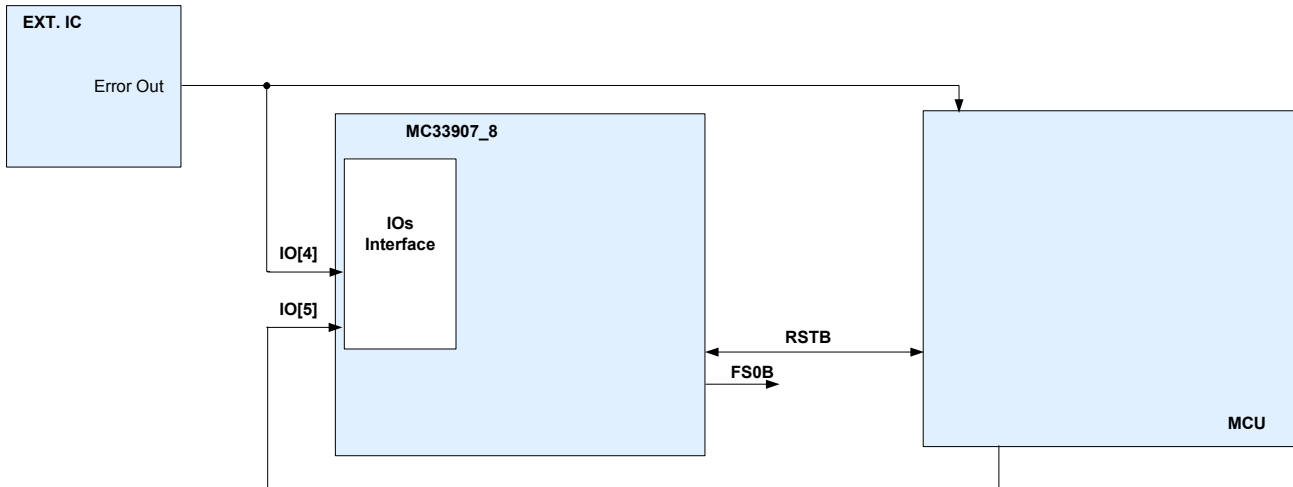 EXT. IC
Error Out
MC33907_8
IOs
Interface
IO[4]
IO[5]
RSTB
FS0B
MCU